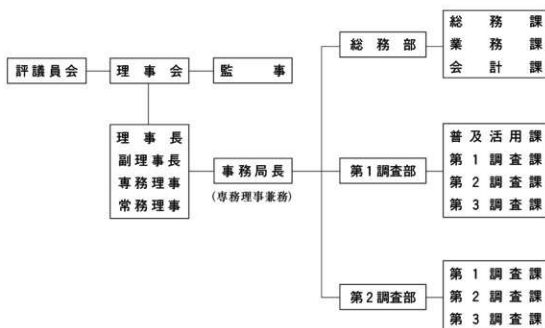 評議員会
理事会
監事
理事長
副理事長
専務理事
常務理事
事務局長
(専務理事兼務)
総務部
総務課
業務課
会計課
第1調査部
普及活用課
第1調査課
第2調査課
第3調査課
第2調査部
第1調査課
第2調査課
第3調査課